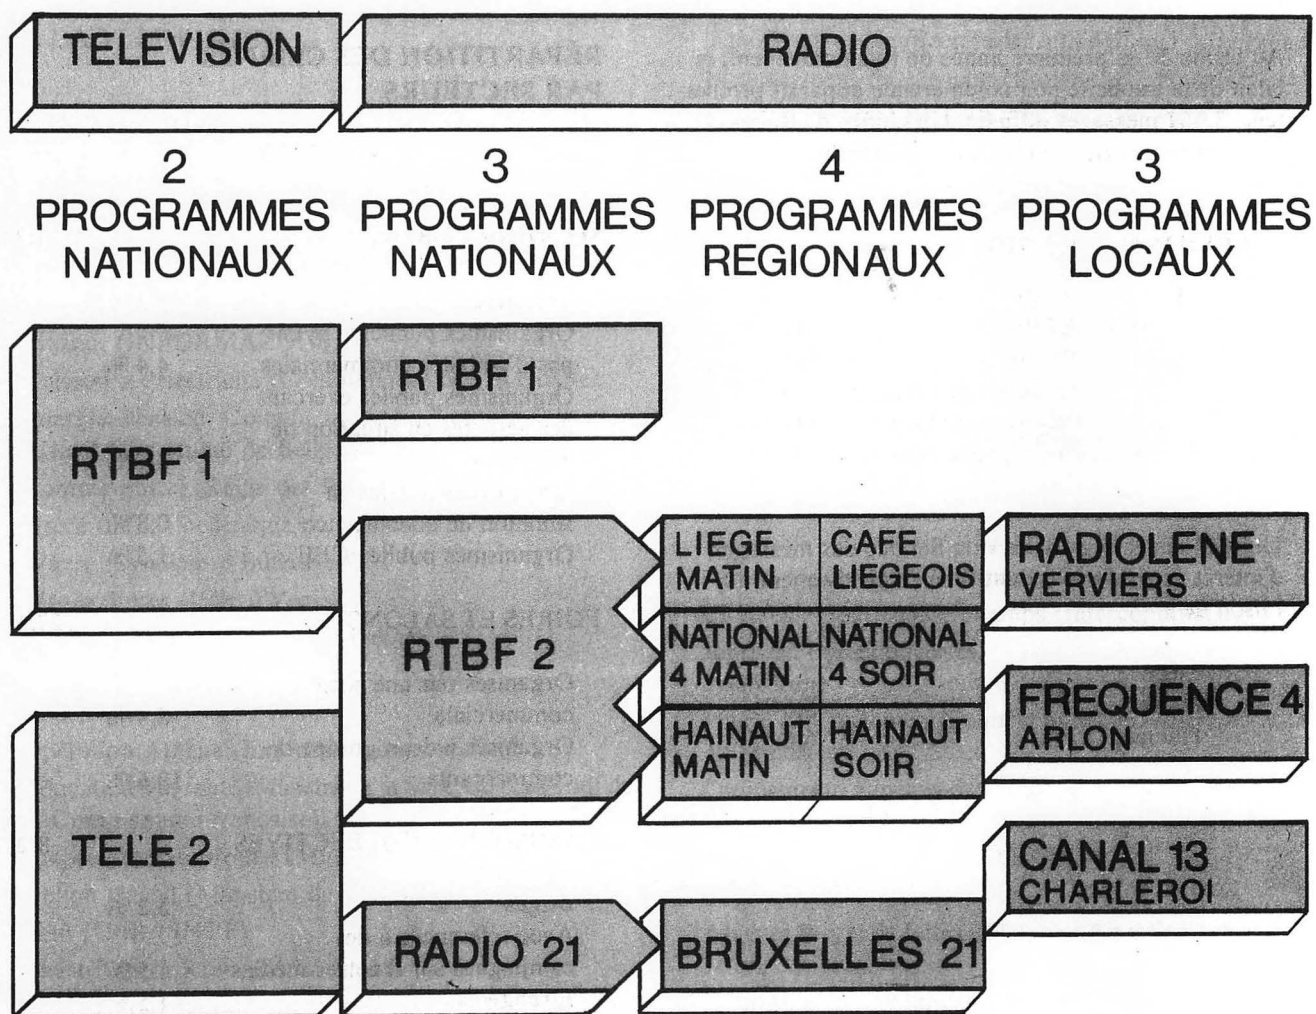 TELEVISION
RADIO
2
PROGRAMMES
NATIONAUX
3
PROGRAMMES
NATIONAUX
4
PROGRAMMES
REGIONAUX
3
PROGRAMMES
LOCAUX
RTBF 1
TELE 2
RTBF 1
RTBF 2
RADIO 21
LIEGE
MATIN
CAFE
LIEGEOIS
NATIONAL
4 MATIN
NATIONAL
4 SOIR
HAINAUT
MATIN
HAINAUT
SOIR
BRUXELLES 21
RADIOLENE
VERVIERS
FREQUENCE 4
ARLON
CANAL 13
CHARLEROI